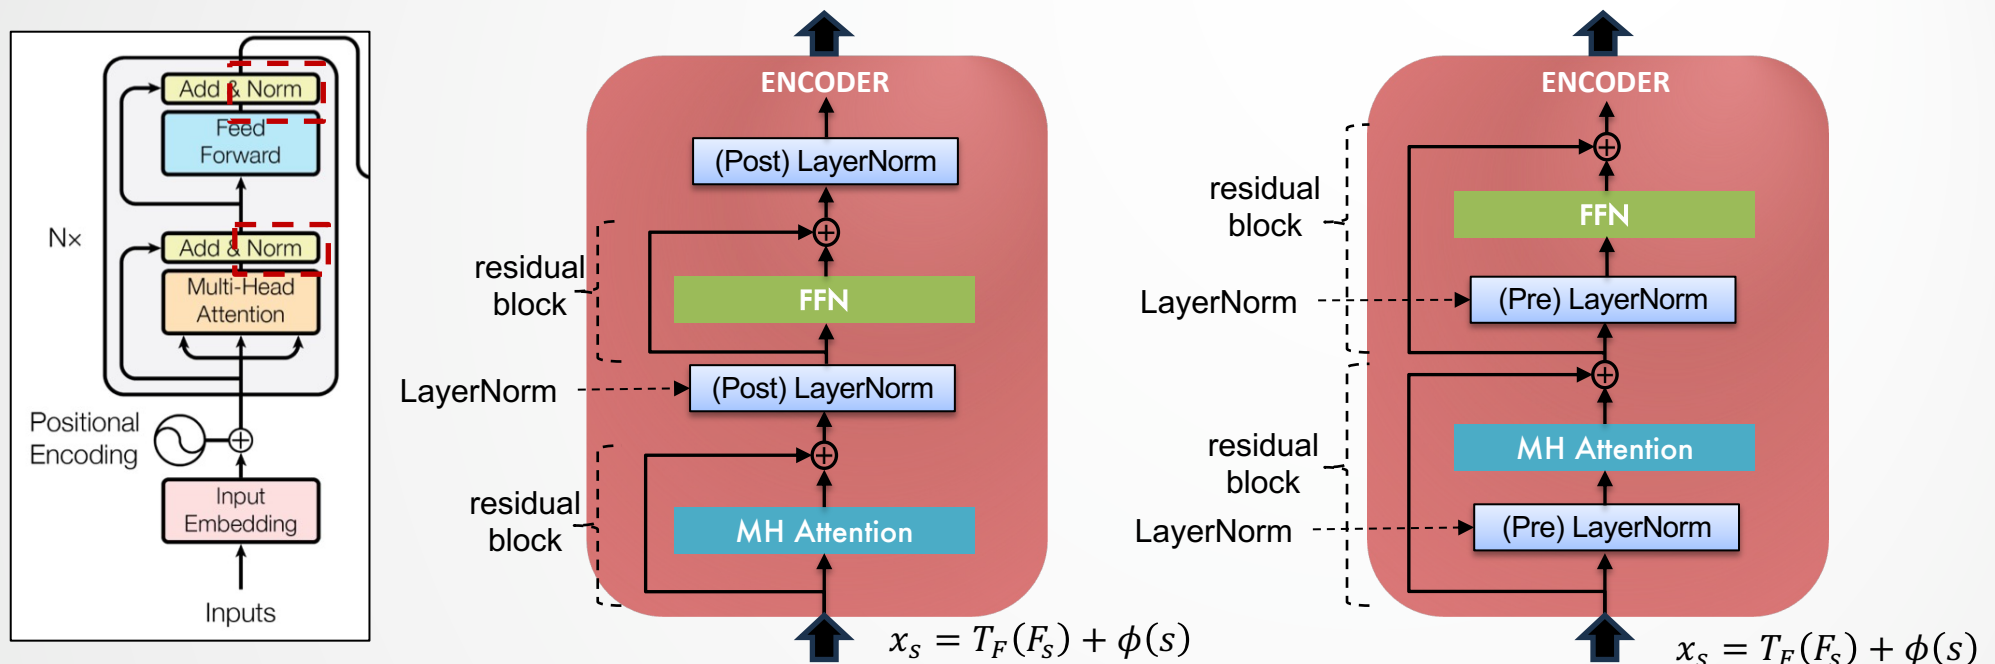 Add & Norm
Feed
Forward
N×
Add & Norm
Multi-Head
Attention
Positional
Encoding
Input
Embedding
Inputs
ENCODER
(Post) LayerNorm
residual
block
FFN
LayerNorm
(Post) LayerNorm
residual
block
MH Attention
x_s = T_F(F_s) + ϕ(s)
ENCODER
residual
block
FFN
LayerNorm
(Pre) LayerNorm
residual
block
MH Attention
LayerNorm
(Pre) LayerNorm
x_s = T_F(F_s) + ϕ(s)